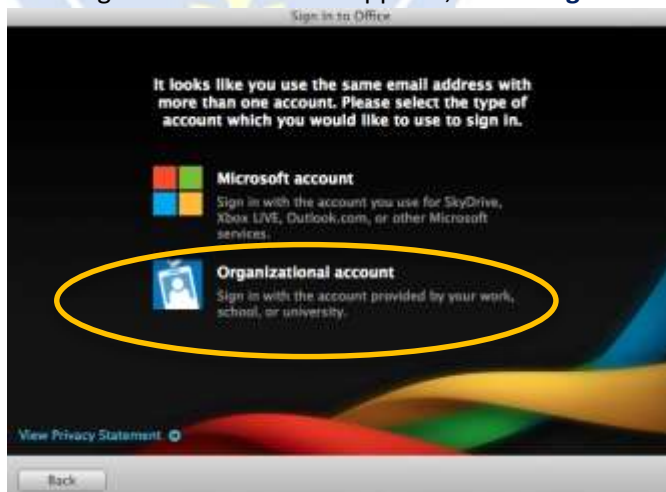 Sign In to Office
It looks like you use the same email address with
more than one account. Please select the type of
account which you would like to use to sign in.
Microsoft account
Sign in with the account you use for SkyDrive,
Xbox LIVE, Outlook.com, or other Microsoft
services.
Organizational account
Sign in with the account provided by your work,
school, or university.
View Privacy Statement
Back